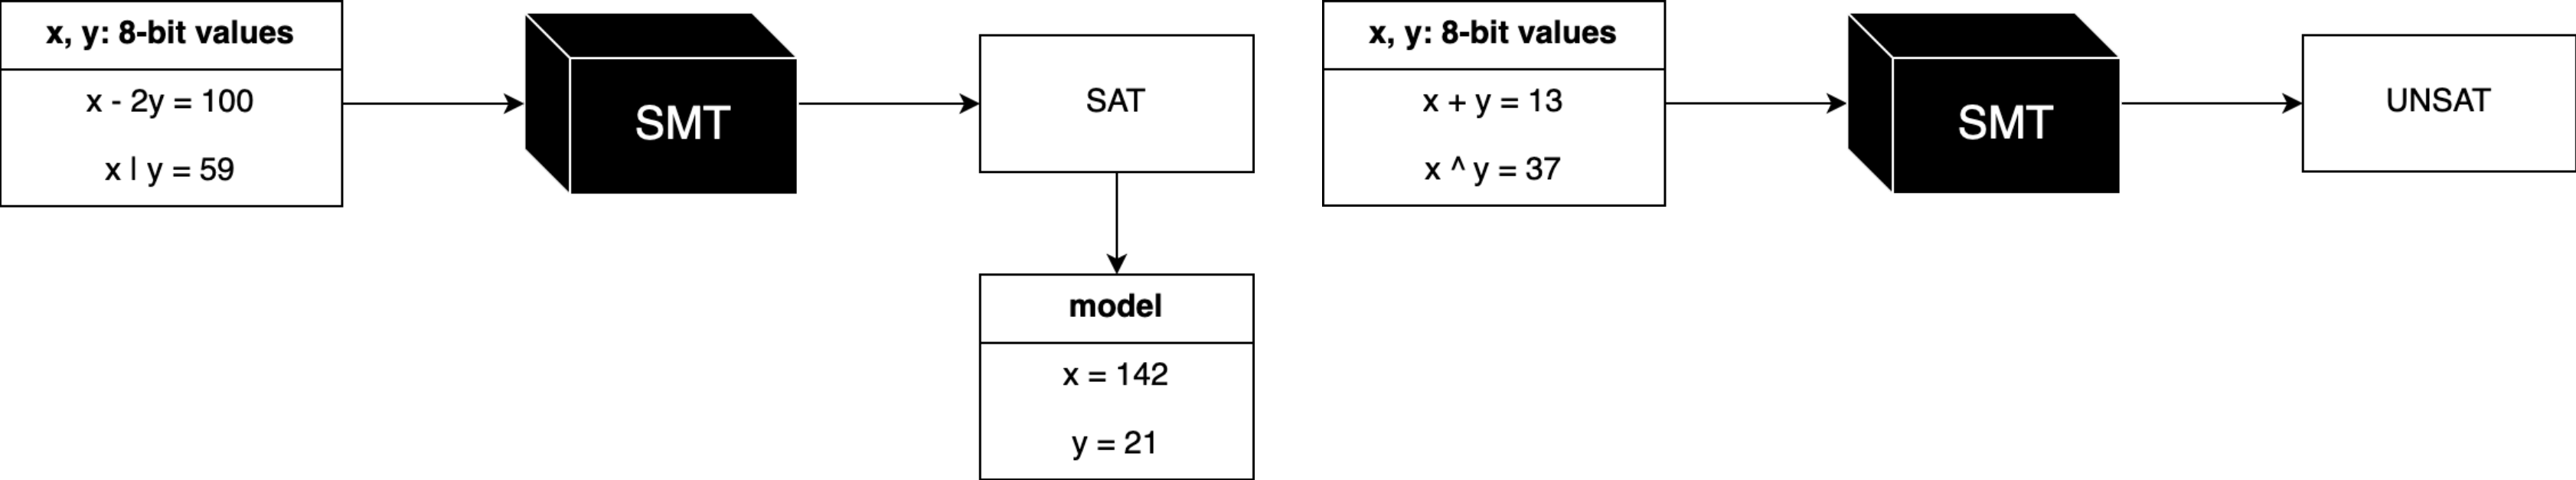 x, y: 8-bit values
x - 2y = 100
x | y = 59
SMT
SAT
model
x = 142
y = 21
x, y: 8-bit values
x + y = 13
x ^ y = 37
SMT
UNSAT